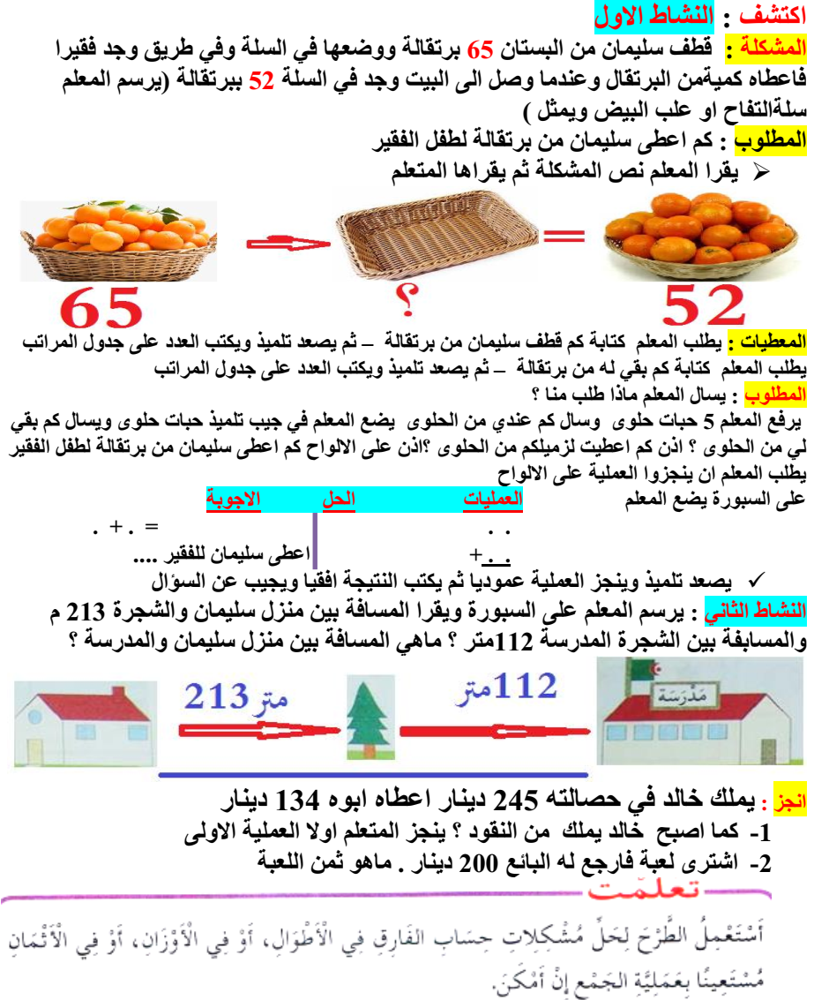 اكتشف : النشاط الاول
المشكلة : قطف سليمان من البستان 65 برتقالة ووضعها في السلة وفي طريق وجد فقيرا
فاعطاه كميةمن البرتقال وعندما وصل الى البيت وجد في السلة 52 ببرتقالة (يرسم المعلم
سلةالتفاح او علب البيض ويمثل )
المطلوب : كم اعطى سليمان من برتقالة لطفل الفقير
➢ يقرا المعلم نص المشكلة ثم يقراها المتعلم
65 ؟ = 52
المعطيات : يطلب المعلم كتابة كم قطف سليمان من برتقالة – ثم يصعد تلميذ ويكتب العدد على جدول المراتب
يطلب المعلم كتابة كم بقي له من برتقالة – ثم يصعد تلميذ ويكتب العدد على جدول المراتب
المطلوب : يسال المعلم ماذا طلب منا ؟
يرفع المعلم 5 حبات حلوى وسال كم عندي من الحلوى يضع المعلم في جيب تلميذ حبات حلوى ويسال كم بقي
لي من الحلوى ؟ اذن كم اعطيت لزميلكم من الحلوى ؟اذن على الالواح كم اعطى سليمان من برتقالة لطفل الفقير
يطلب المعلم ان ينجزوا العملية على الالواح
على السبورة يضع المعلم العمليات الحل الاجوبة
. . . + . =
. . + اعطى سليمان للفقير ....
✓ يصعد تلميذ وينجز العملية عموديا ثم يكتب النتيجة افقيا ويجيب عن السؤال
النشاط الثاني : يرسم المعلم على السبورة ويقرا المسافة بين منزل سليمان والشجرة 213 م
والمسابفة بين الشجرة المدرسة 112متر ؟ ماهي المسافة بين منزل سليمان والمدرسة ؟
213 متر
112متر
مَدْرَسَة
انجز : يملك خالد في حصالته 245 دينار اعطاه ابوه 134 دينار
1- كما اصبح خالد يملك من النقود ؟ ينجز المتعلم اولا العملية الاولى
2- اشترى لعبة فارجع له البائع 200 دينار . ماهو ثمن اللعبة
تعلمت
أَسْتَعْمِلُ الطَّرْحَ لِحَلِّ مُشْكِلَاتِ حِسَابِ الفَارِقِ فِي الْأَطْوَالِ، أَوْ فِي الْأَوْزَانِ، أَوْ فِي الْأَثْمَانِ
مُسْتَعِينًا بِعَمَلِيَّةِ الجَمْعِ إِنْ أَمْكَنَ.